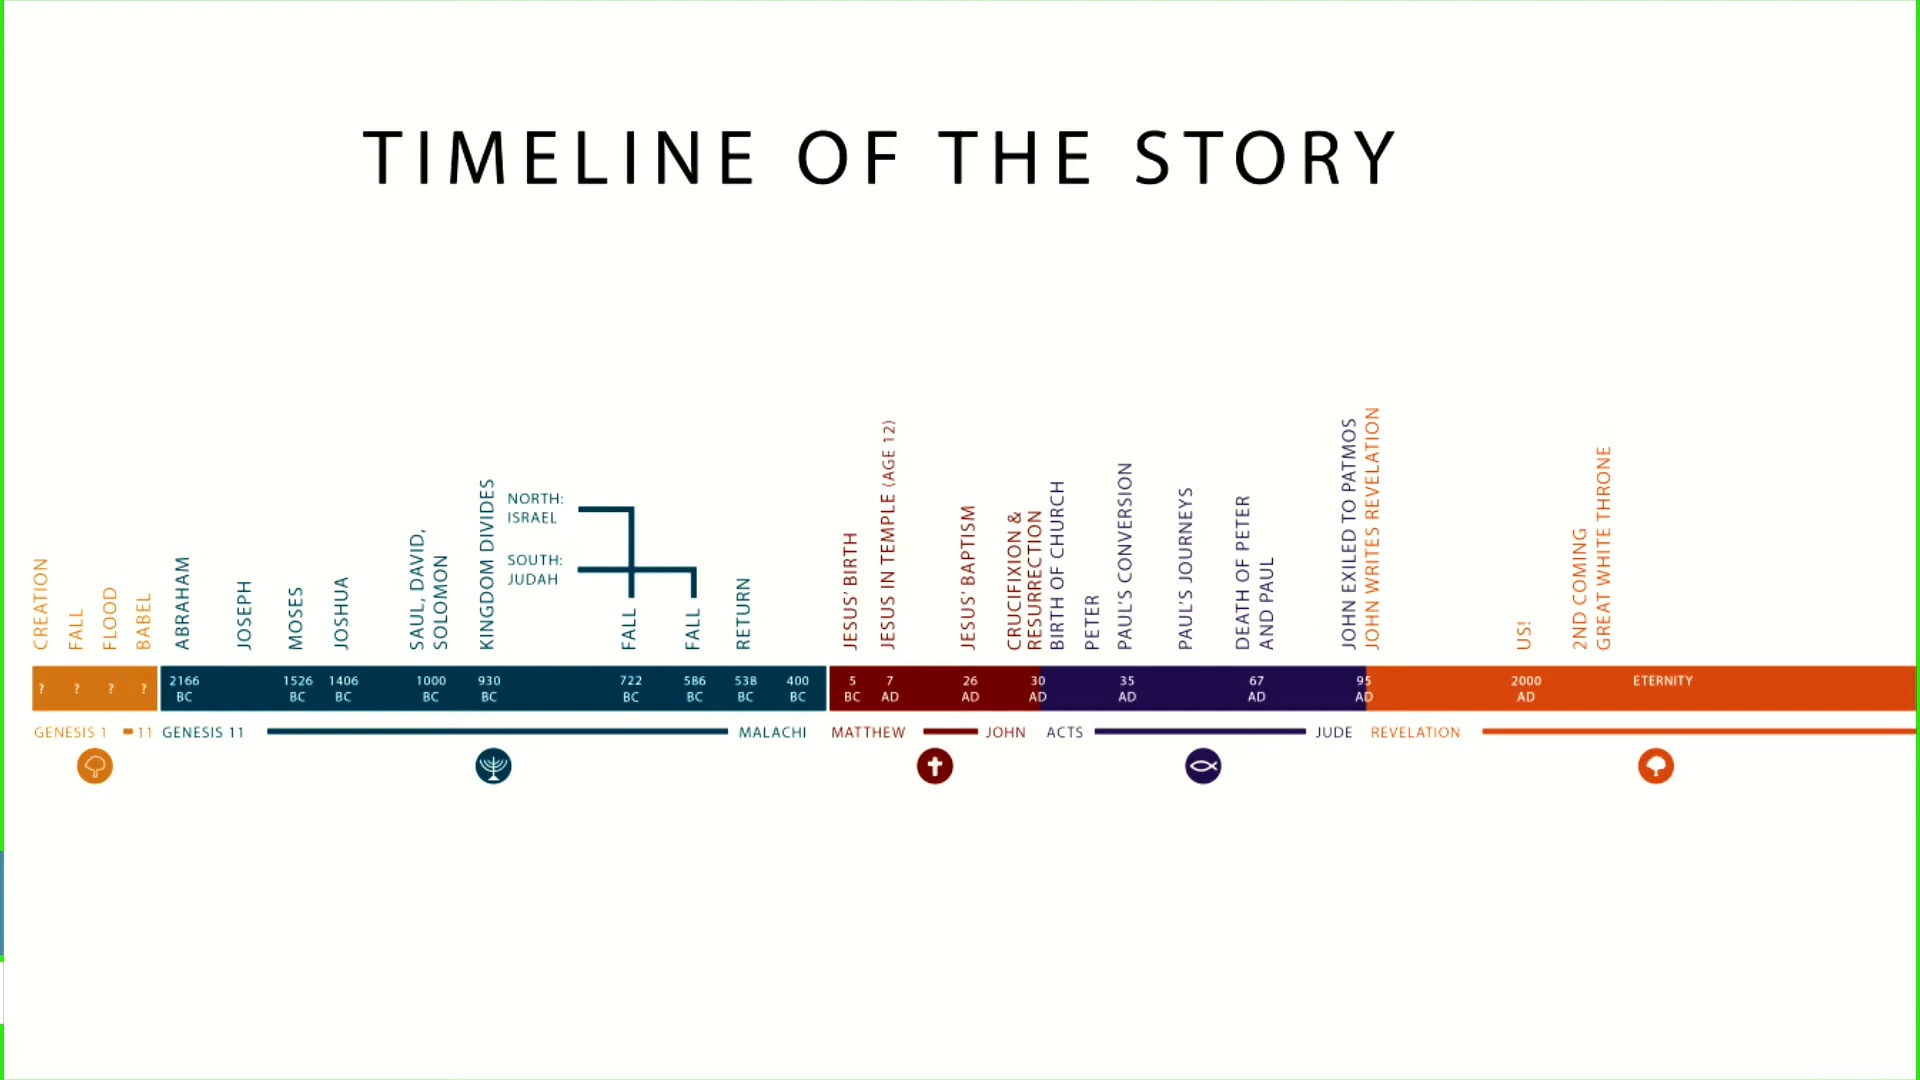 TIMELINE OF THE STORY
CREATION
FALL
FLOOD
BABEL
ABRAHAM
JOSEPH
MOSES
JOSHUA
SAUL, DAVID,
SOLOMON
KINGDOM DIVIDES
NORTH:
ISRAEL
SOUTH:
JUDAH
FALL
FALL
RETURN
JESUS' BIRTH
JESUS IN TEMPLE (AGE 12)
JESUS' BAPTISM
CRUCIFIXION &
RESURRECTION
BIRTH OF CHURCH
PETER
PAUL'S CONVERSION
PAUL'S JOURNEYS
DEATH OF PETER
AND PAUL
JOHN EXILED TO PATMOS
JOHN WRITES REVELATION
US!
2ND COMING
GREAT WHITE THRONE
? ? ? ?
2166
BC
1526
BC
1406
BC
1000
BC
930
BC
722
BC
586
BC
538
BC
400
BC
5
BC
7
AD
26
AD
30
AD
35
AD
67
AD
95
AD
2000
AD
ETERNITY
GENESIS 1 11
GENESIS 11 MALACHI
MATTHEW JOHN
ACTS JUDE
REVELATION